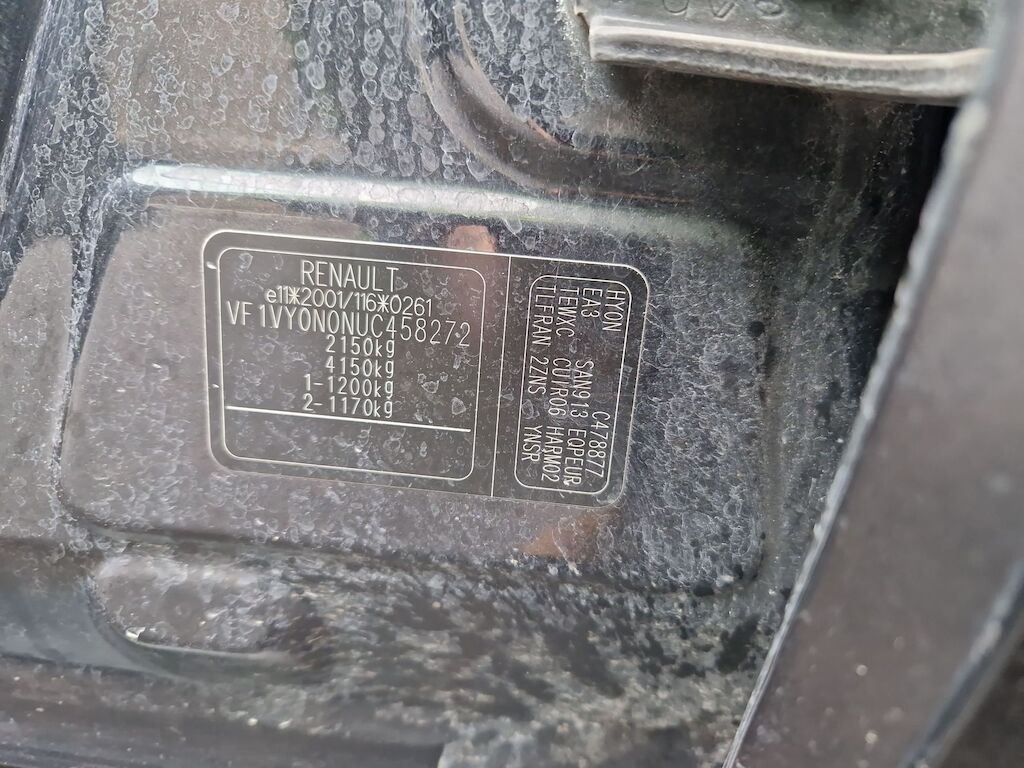 RENAULT
e11*2001/116*0261
VF1VY0N0NUC458272
2150kg
4150kg
1-1200kg
2-1170kg
HYON C47877
EA3 SAN913 EQPEUR
TEWXC CUIR06 HARM02
TLFRAN 2ZNS YNSR